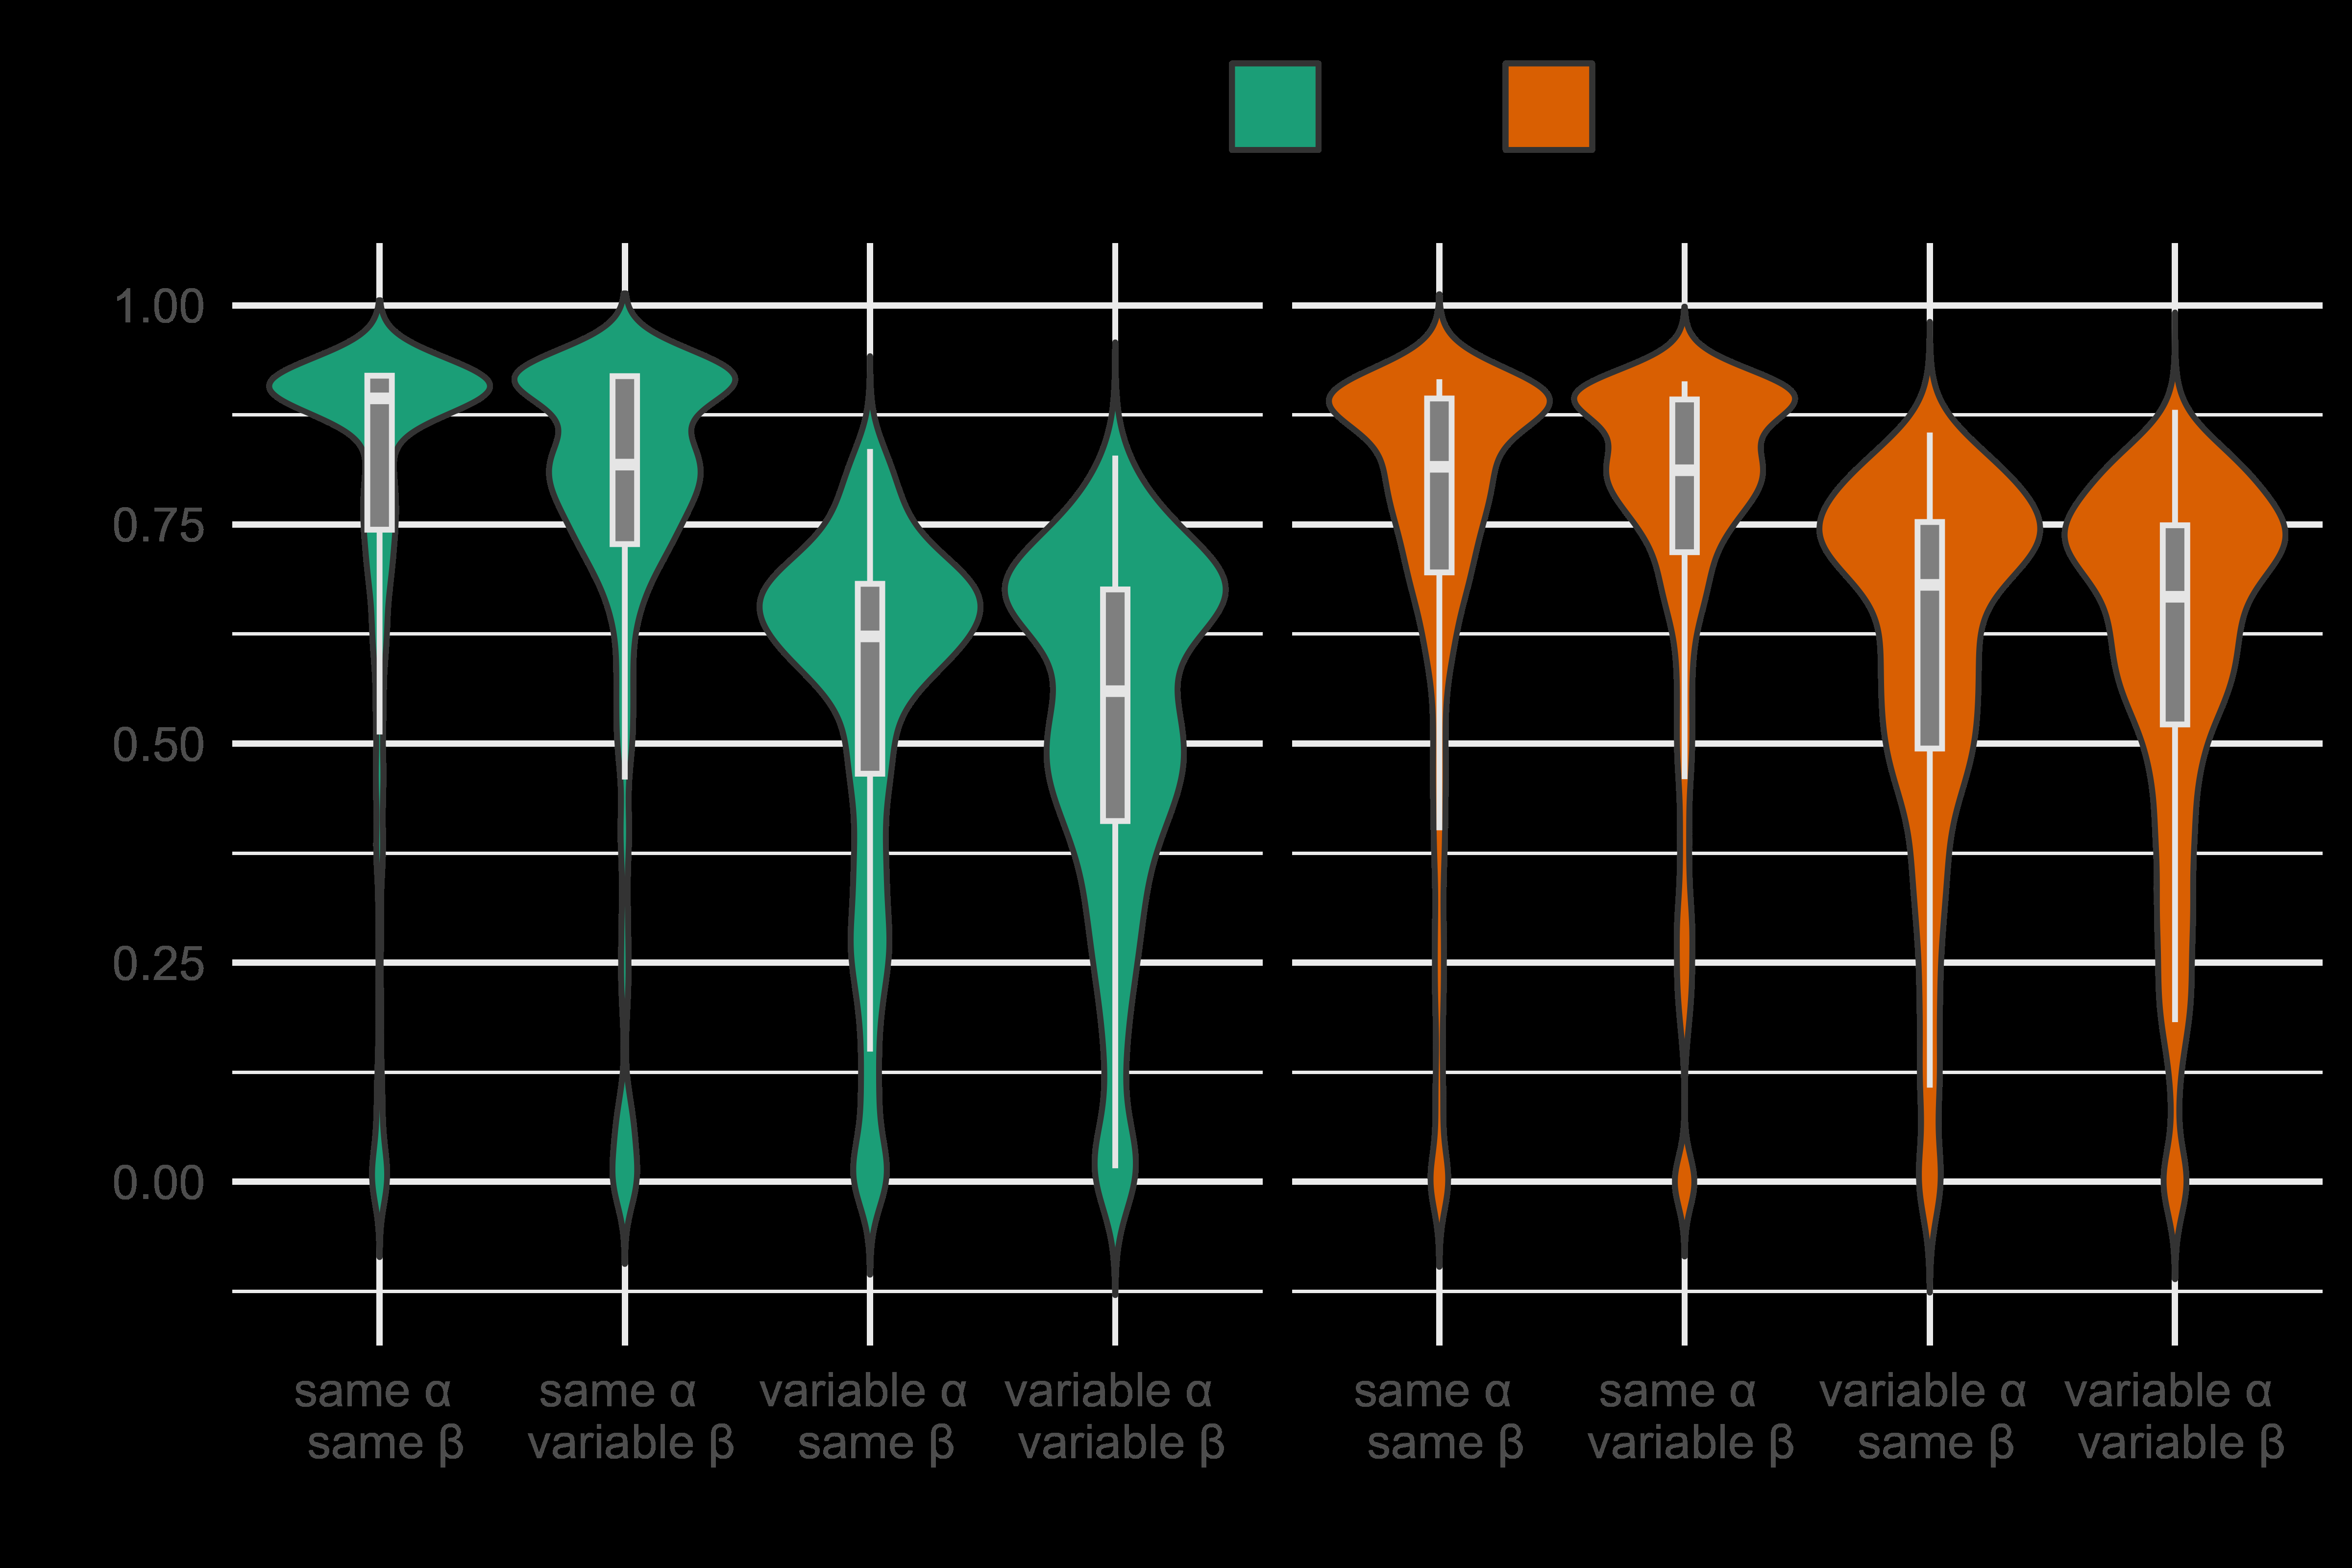 1.00
0.75
0.50
0.25
0.00
same α
same β
same α
variable β
variable α
same β
variable α
variable β
same α
same β
same α
variable β
variable α
same β
variable α
variable β